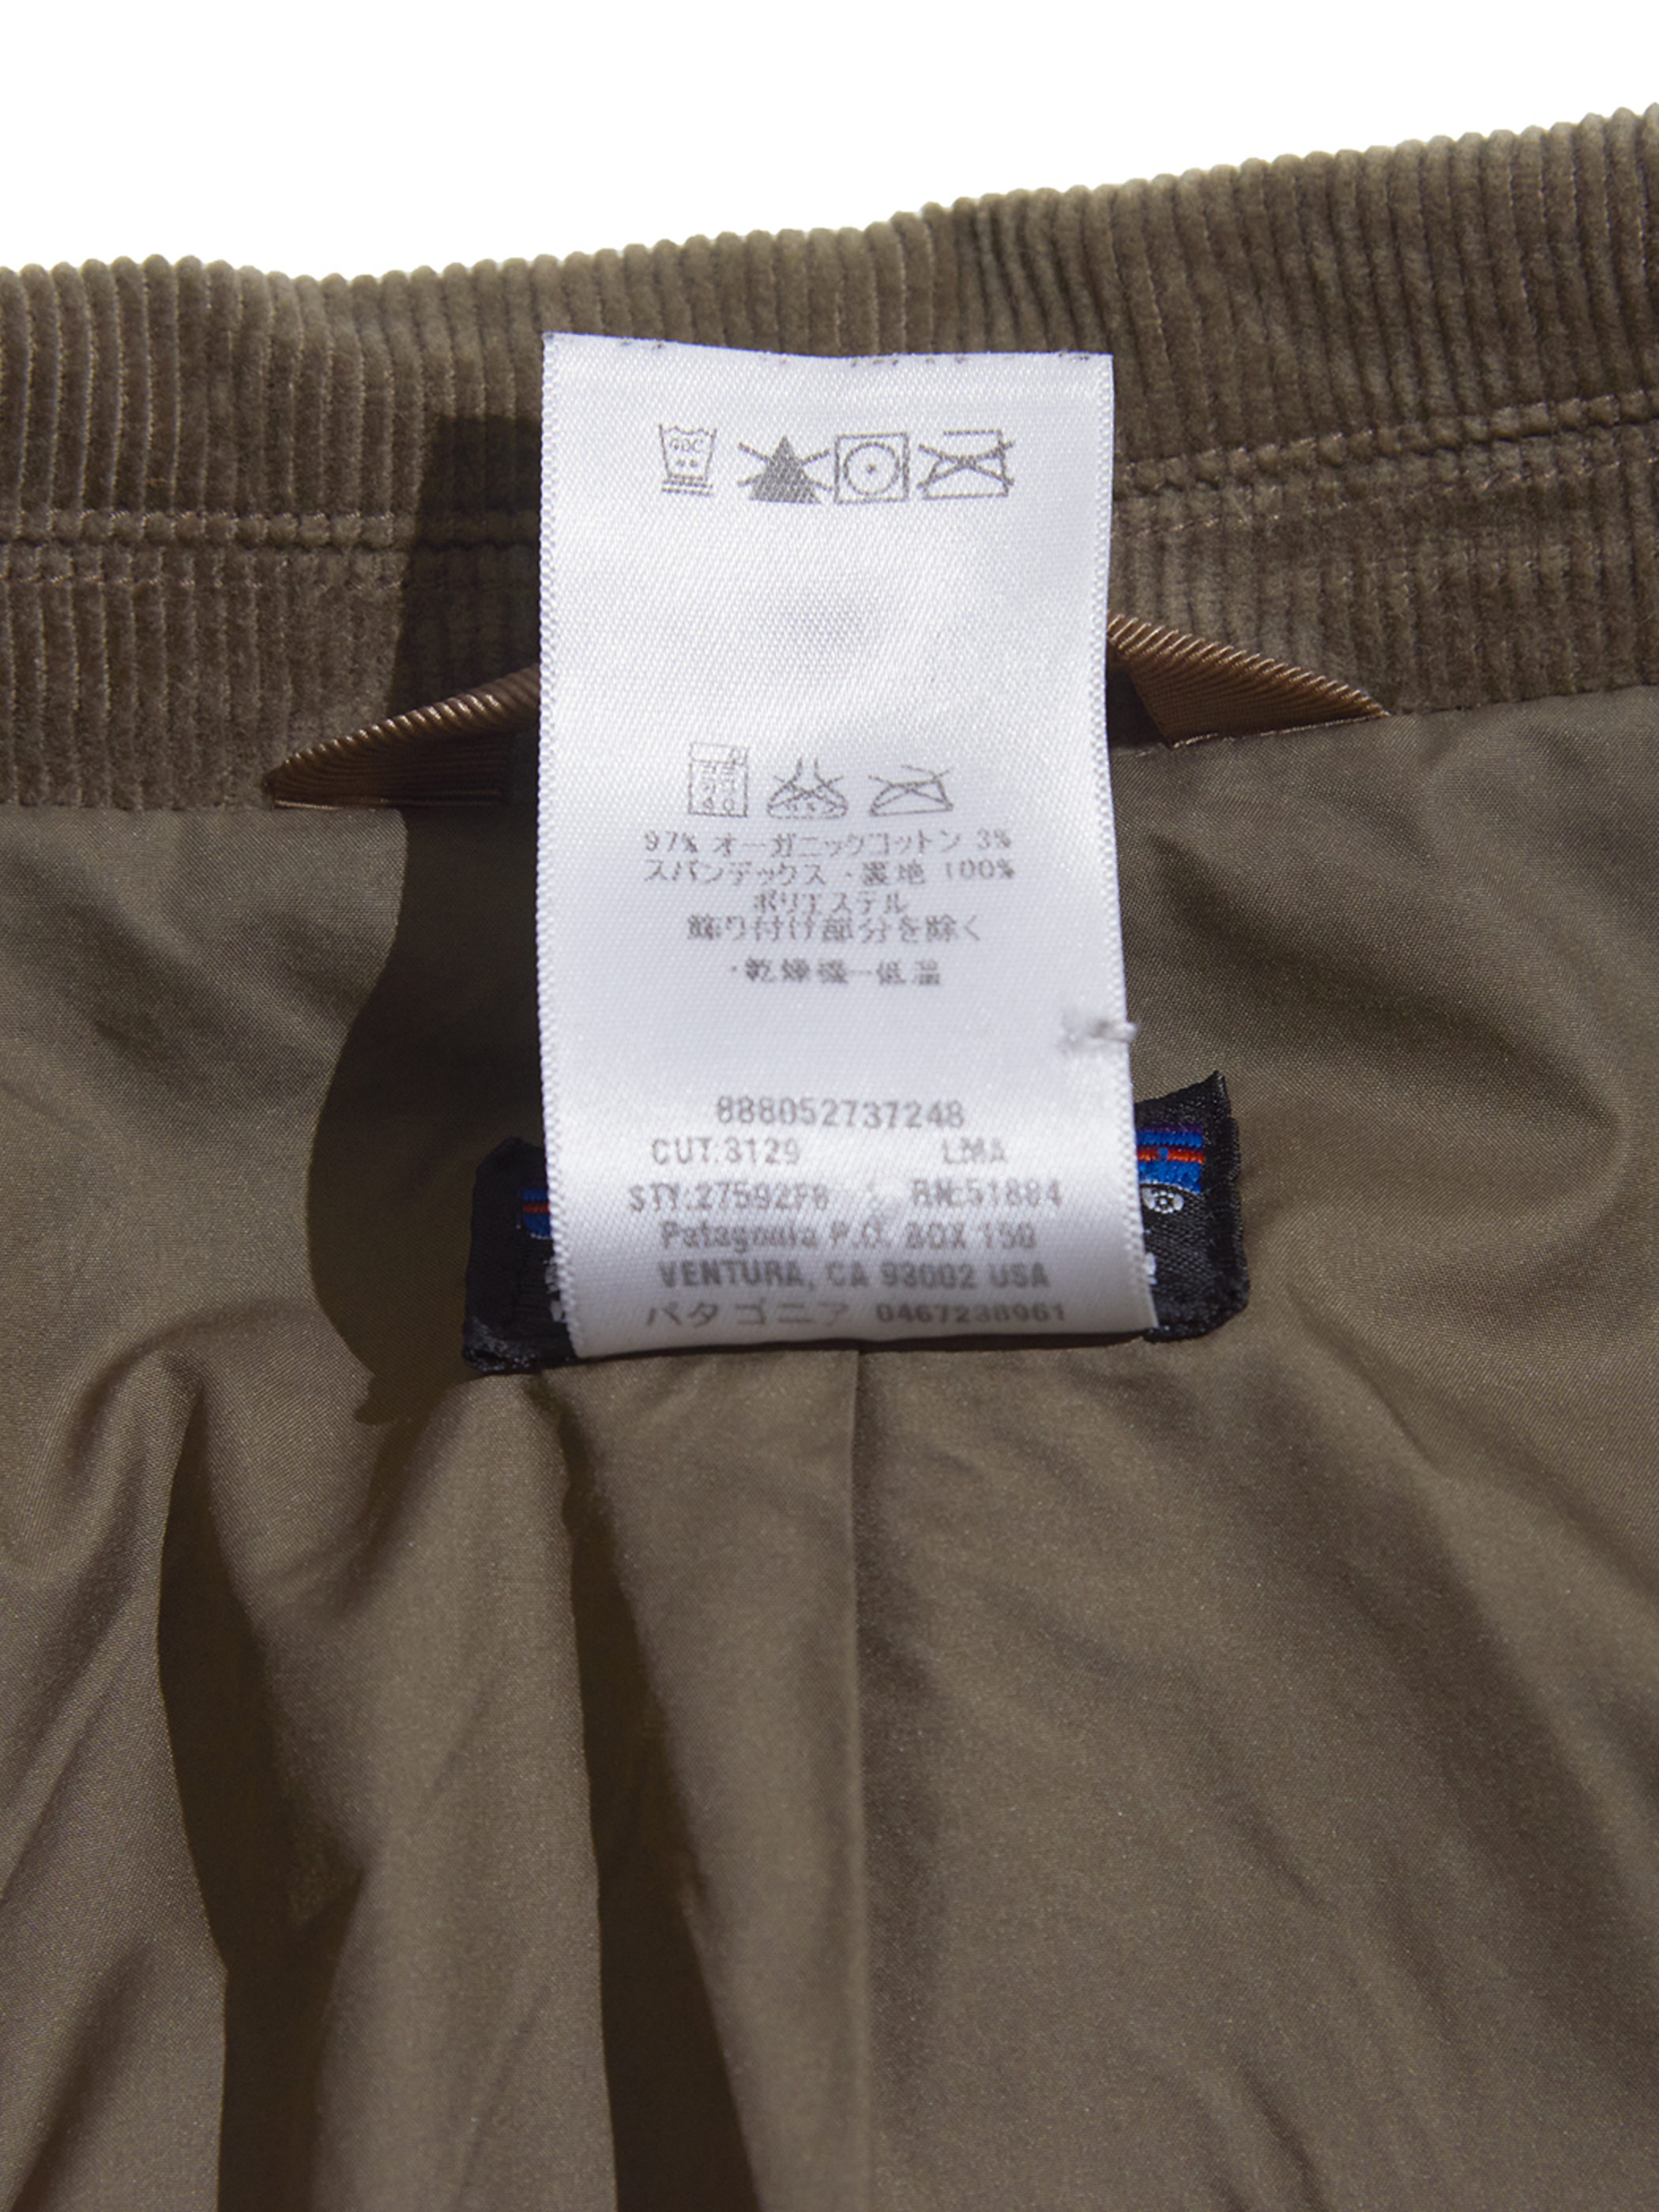 40
97% オーガニックコットン 3%
スパンデックス・裏地 100%
ポリエステル
飾り付け部分を除く
・乾燥機ー低温
888052737248
CUT.3129 LMA
STY:27592F8 RN:51884
Patagonia P.O. BOX 150
VENTURA, CA 93002 USA
パタゴニア 0467238961